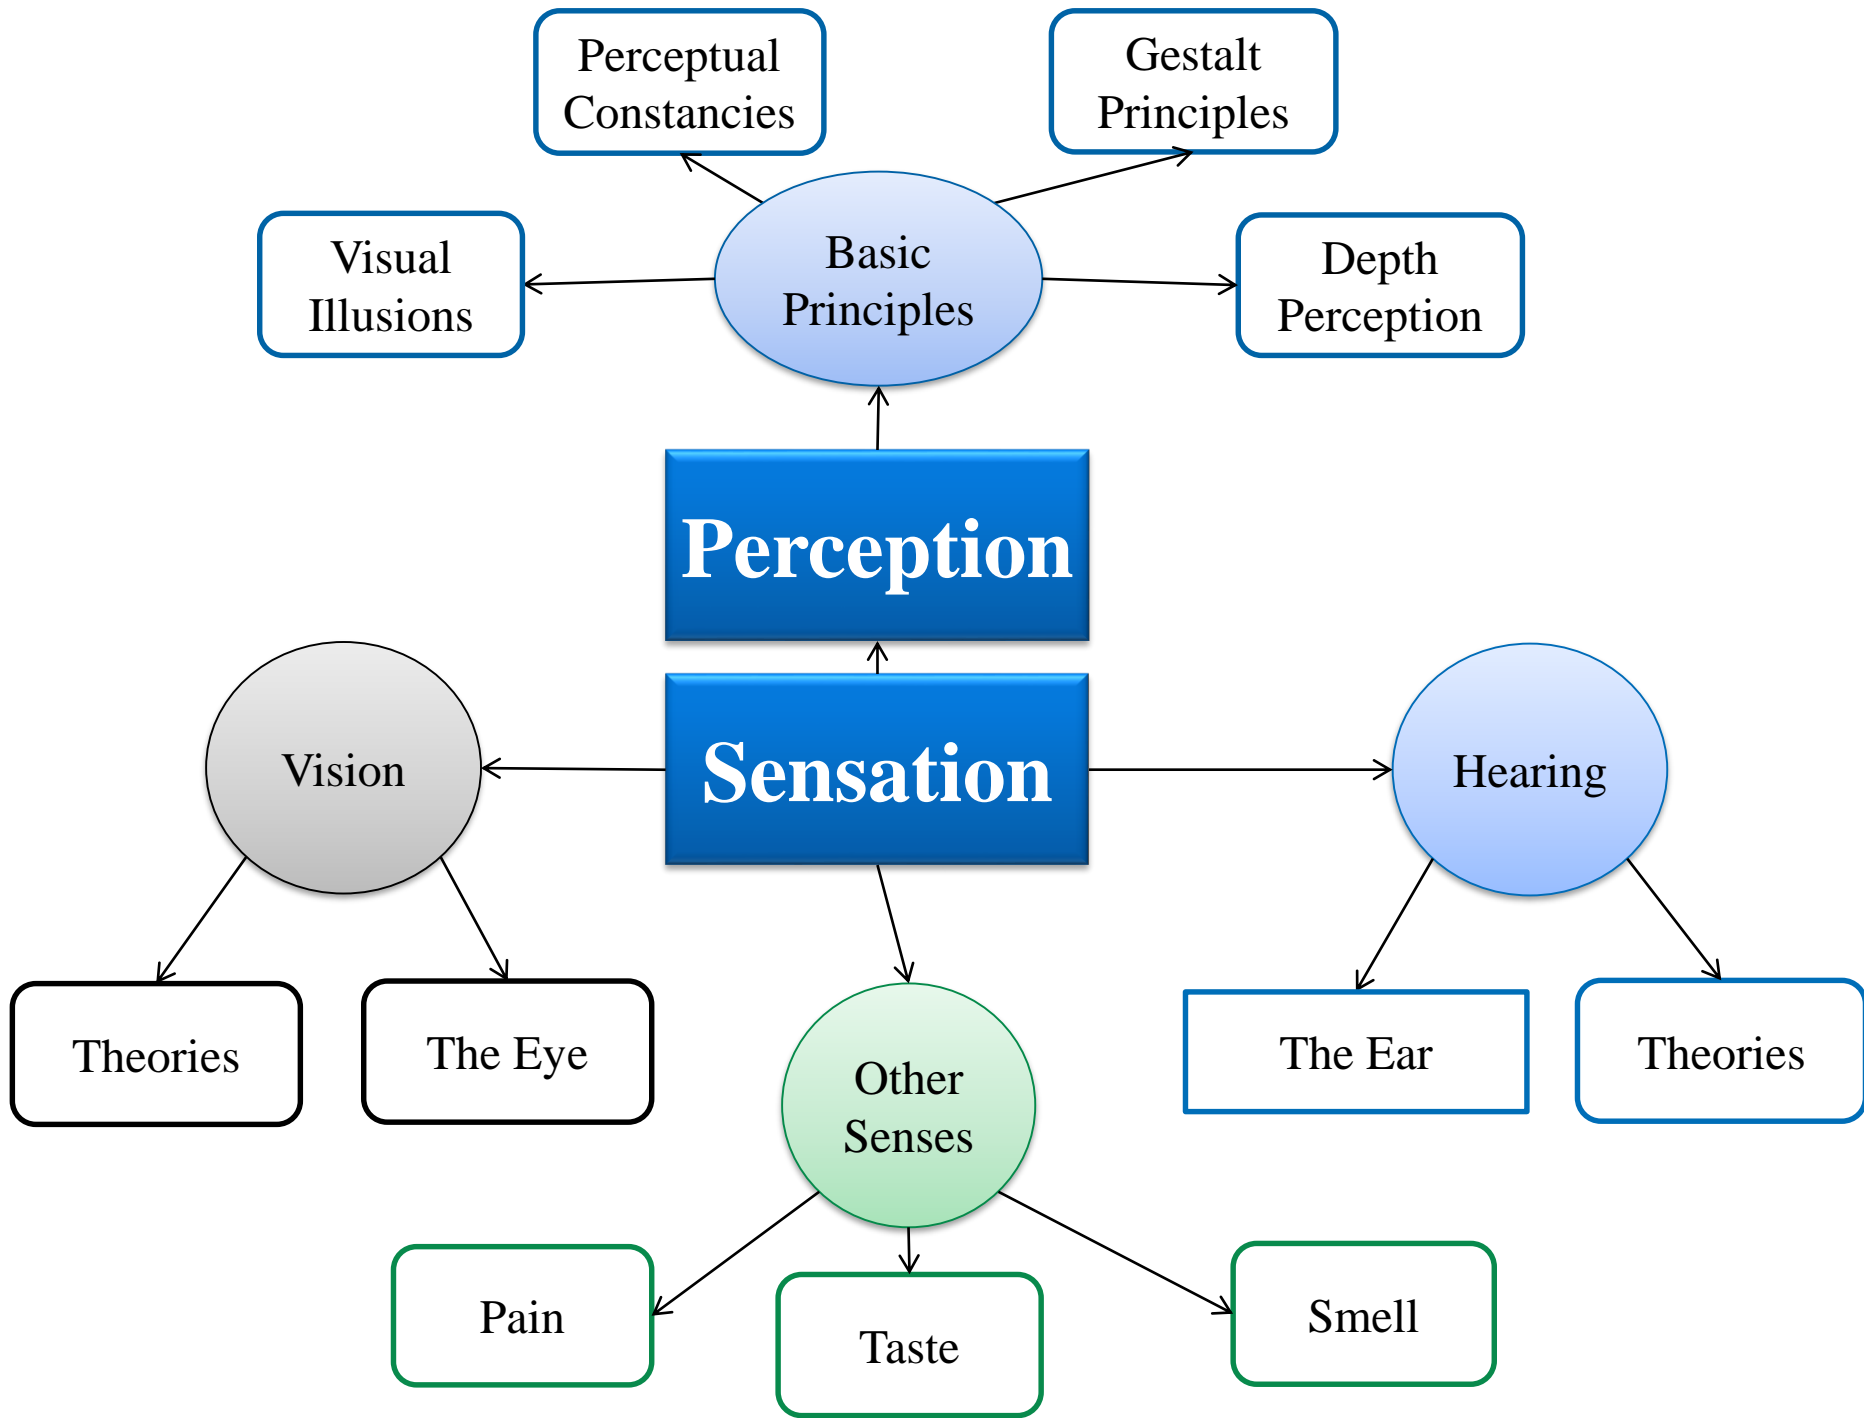 Perceptual
Constancies
Gestalt
Principles
Visual
Illusions
Basic
Principles
Depth
Perception
Perception
Sensation
Vision
Hearing
Theories
The Eye
Other
Senses
The Ear
Theories
Pain
Taste
Smell